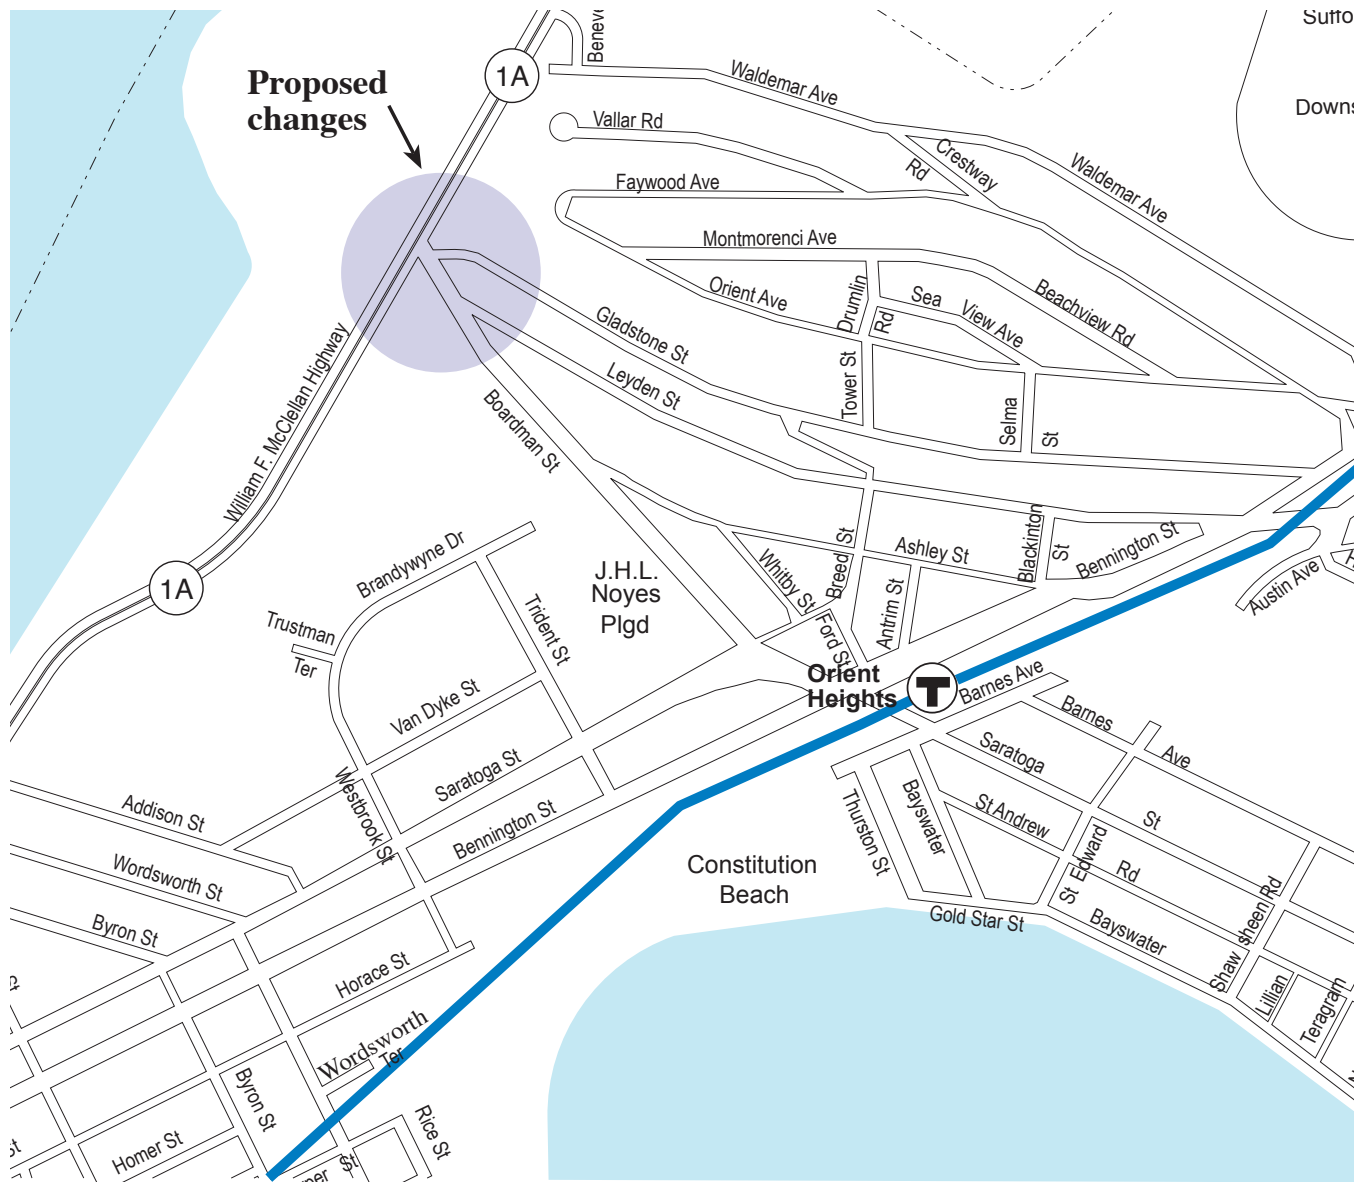 Suffo
Downs
Beneve
1A
Proposed
changes
Waldemar Ave
Vallar Rd
Crestway
Rd
Waldemar Ave
Faywood Ave
Montmorenci Ave
Orient Ave
Drumlin
Rd
Sea
View Ave
Beachview Rd
Gladstone St
Leyden St
Tower St
Selma
St
William F. McClellan Highway
Boardman St
1A
Brandywyne Dr
Trustman
Ter
Trident St
J.H.L.
Noyes
Plgd
Whitby St
Breed St
Ford St
Ashley St
Antrim St
Blackinton
St
Bennington St
Austin Ave
H
Orient
Heights
T
Barnes Ave
Barnes
Ave
Van Dyke St
Saratoga St
Westbrook St
Bennington St
Addison St
Wordsworth St
Byron St
St
Saratoga
St
Bayswater
St Andrew
Rd
Thurston St
St Edward
Constitution
Beach
Gold Star St
Bayswater
Shaw sheen Rd
Lillian
Teragram
Horace St
Wordsworth
Ter
Byron St
Rice St
Homer St
St
per St